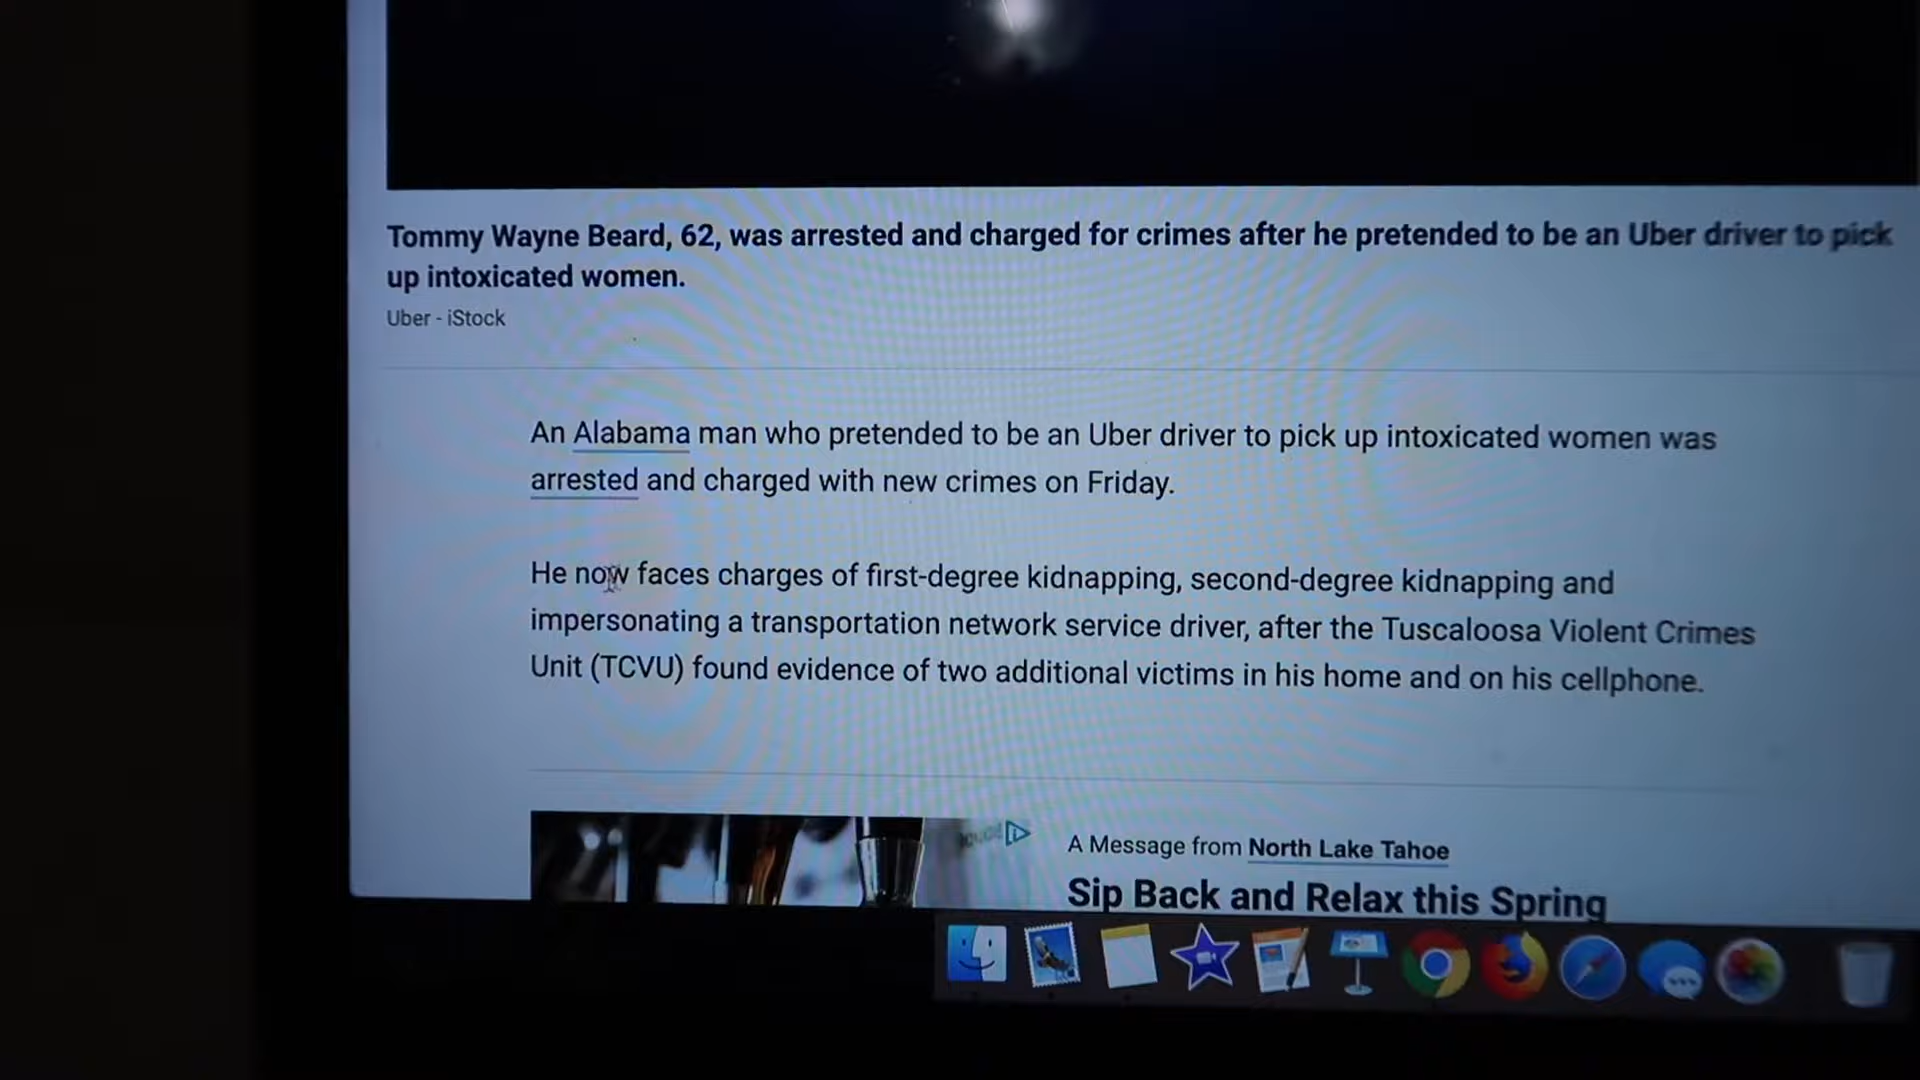 Tommy Wayne Beard, 62, was arrested and charged for crimes after he pretended to be an Uber driver to pick
up intoxicated women.
Uber - iStock
An Alabama man who pretended to be an Uber driver to pick up intoxicated women was
arrested and charged with new crimes on Friday.
He now faces charges of first-degree kidnapping, second-degree kidnapping and
impersonating a transportation network service driver, after the Tuscaloosa Violent Crimes
Unit (TCVU) found evidence of two additional victims in his home and on his cellphone.
A Message from North Lake Tahoe
Sip Back and Relax this Spring